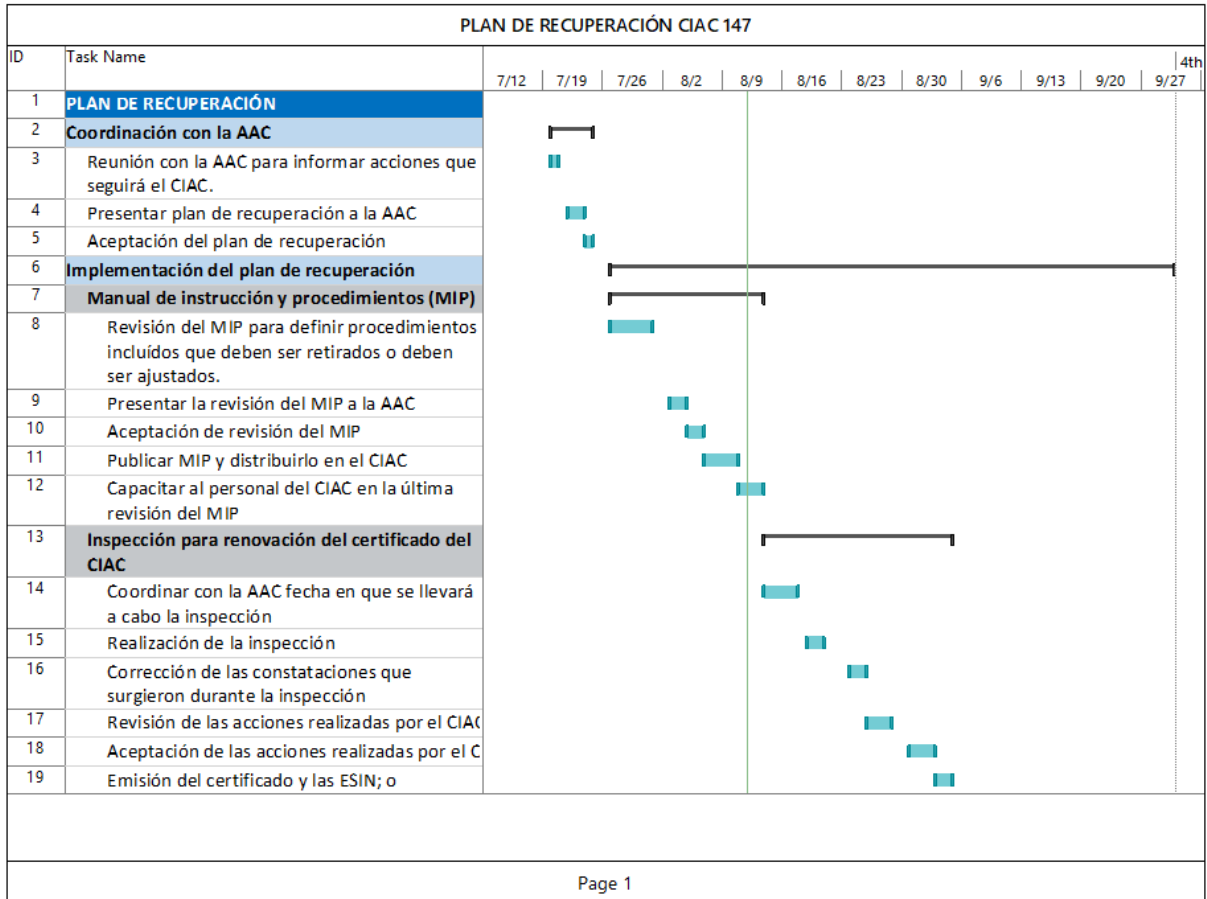 PLAN DE RECUPERACIÓN CIAC 147
ID Task Name
4th
7/12 7/19 7/26 8/2 8/9 8/16 8/23 8/30 9/6 9/13 9/20 9/27
1 PLAN DE RECUPERACIÓN
2 Coordinación con la AAC
3 Reunión con la AAC para informar acciones que
seguirá el CIAC.
4 Presentar plan de recuperación a la AAC
5 Aceptación del plan de recuperación
6 Implementación del plan de recuperación
7 Manual de instrucción y procedimientos (MIP)
8 Revisión del MIP para definir procedimientos
incluídos que deben ser retirados o deben
ser ajustados.
9 Presentar la revisión del MIP a la AAC
10 Aceptación de revisión del MIP
11 Publicar MIP y distribuirlo en el CIAC
12 Capacitar al personal del CIAC en la última
revisión del MIP
13 Inspección para renovación del certificado del
CIAC
14 Coordinar con la AAC fecha en que se llevará
a cabo la inspección
15 Realización de la inspección
16 Corrección de las constataciones que
surgieron durante la inspección
17 Revisión de las acciones realizadas por el CIAC
18 Aceptación de las acciones realizadas por el C
19 Emisión del certificado y las ESIN; o
Page 1